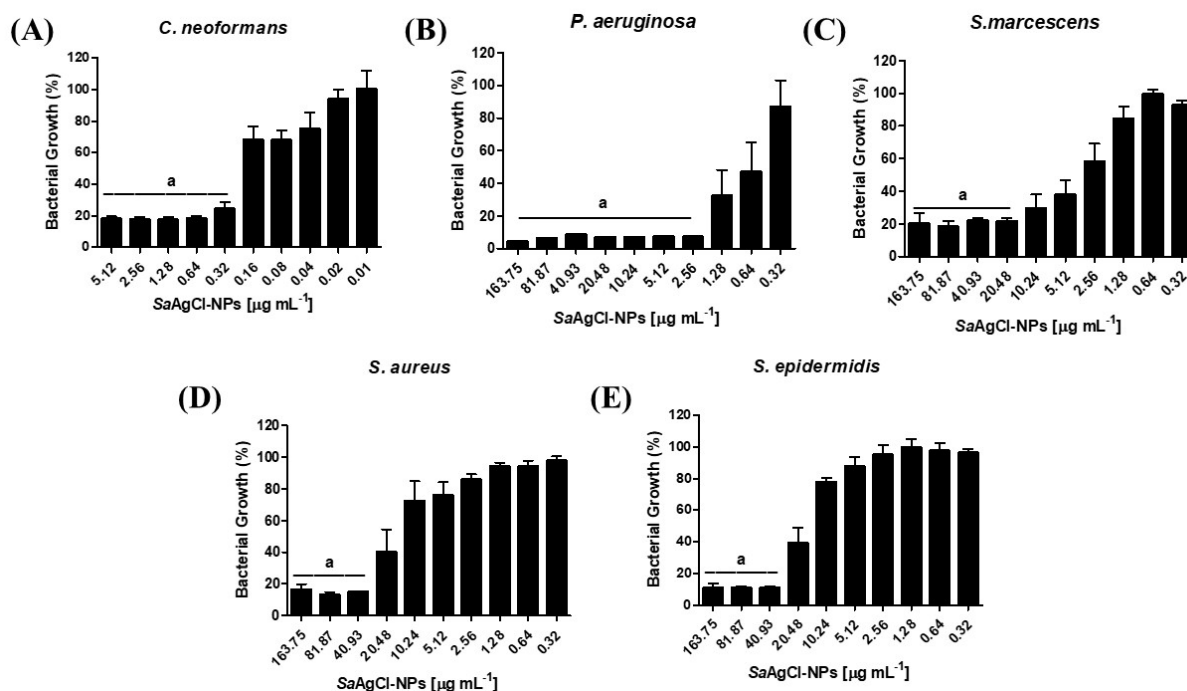 (A)
C. neoformans
Bacterial Growth (%)
120
100
80
60
40
20
0
a
5.12 2.56 1.28 0.64 0.32 0.16 0.08 0.04 0.02 0.01
SaAgCl-NPs [µg mL⁻¹]
(B)
P. aeruginosa
Bacterial Growth (%)
120
100
80
60
40
20
0
a
163.75 81.87 40.93 20.48 10.24 5.12 2.56 1.28 0.64 0.32
SaAgCl-NPs [µg mL⁻¹]
(C)
S.marcescens
Bacterial Growth (%)
120
100
80
60
40
20
0
a
163.75 81.87 40.93 20.48 10.24 5.12 2.56 1.28 0.64 0.32
SaAgCl-NPs [µg mL⁻¹]
(D)
S. aureus
Bacterial Growth (%)
120
100
80
60
40
20
0
a
163.75 81.87 40.93 20.48 10.24 5.12 2.56 1.28 0.64 0.32
SaAgCl-NPs [µg mL⁻¹]
(E)
S. epidermidis
Bacterial Growth (%)
120
100
80
60
40
20
0
a
163.75 81.87 40.93 20.48 10.24 5.12 2.56 1.28 0.64 0.32
SaAgCl-NPs [µg mL⁻¹]